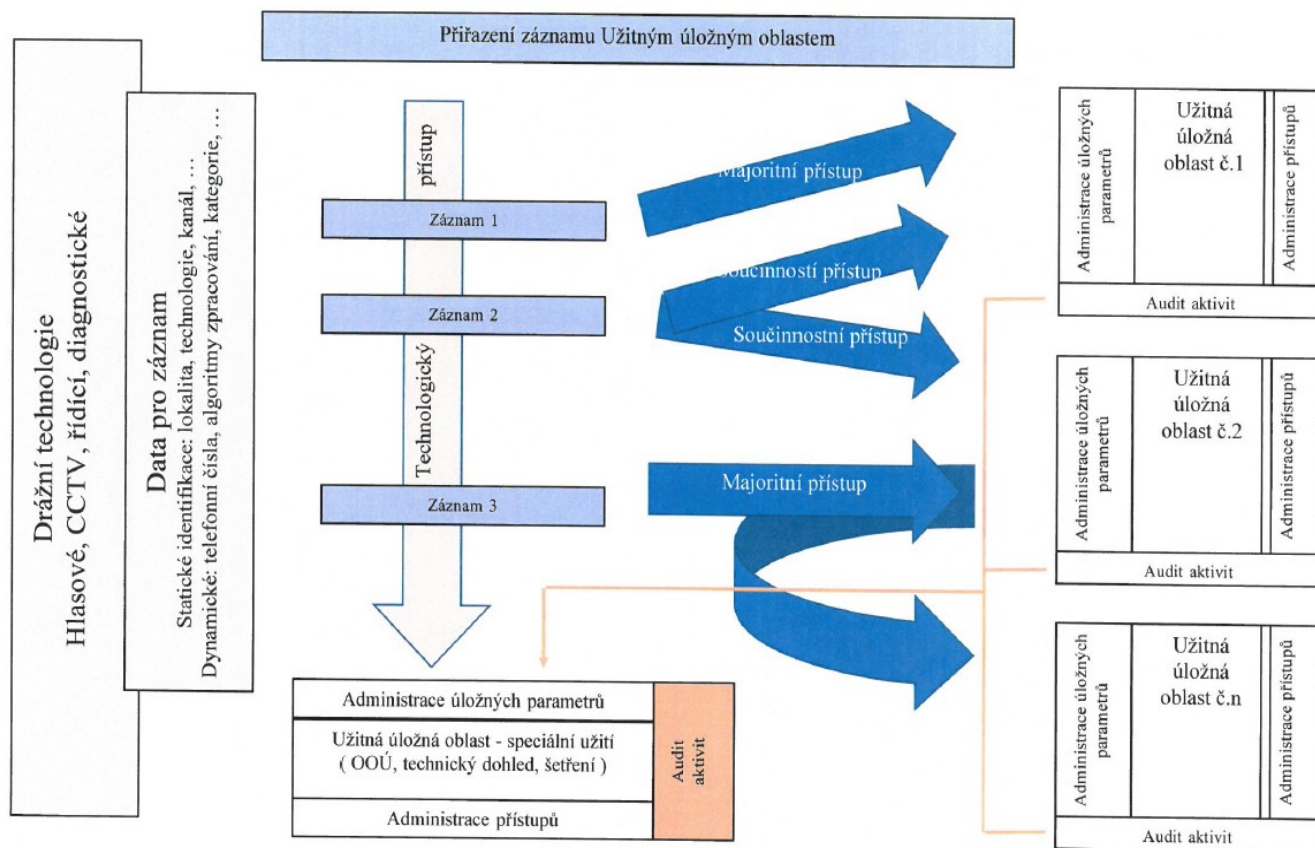 Přiřazení záznamu Užitným úložným oblastem
Drážní technologie
Hlasové, CCTV, řídící, diagnostické
Data pro záznam
Statické identifikace: lokalita, technologie, kanál, …
Dynamické: telefonní čísla, algoritmy zpracování, kategorie, …
Technologický přístup
Záznam 1
Záznam 2
Záznam 3
Majoritní přístup
Součinností přístup
Součinnostní přístup
Majoritní přístup
Administrace úložných parametrů
Užitná úložná oblast - speciální užití
( OOÚ, technický dohled, šetření )
Administrace přístupů
Audit
aktivit
Administrace úložných
parametrů
Užitná
úložná
oblast č.1
Administrace přístupů
Audit aktivit
Administrace úložných
parametrů
Užitná
úložná
oblast č.2
Administrace přístupů
Audit aktivit
Administrace úložných
parametrů
Užitná
úložná
oblast č.n
Administrace přístupů
Audit aktivit